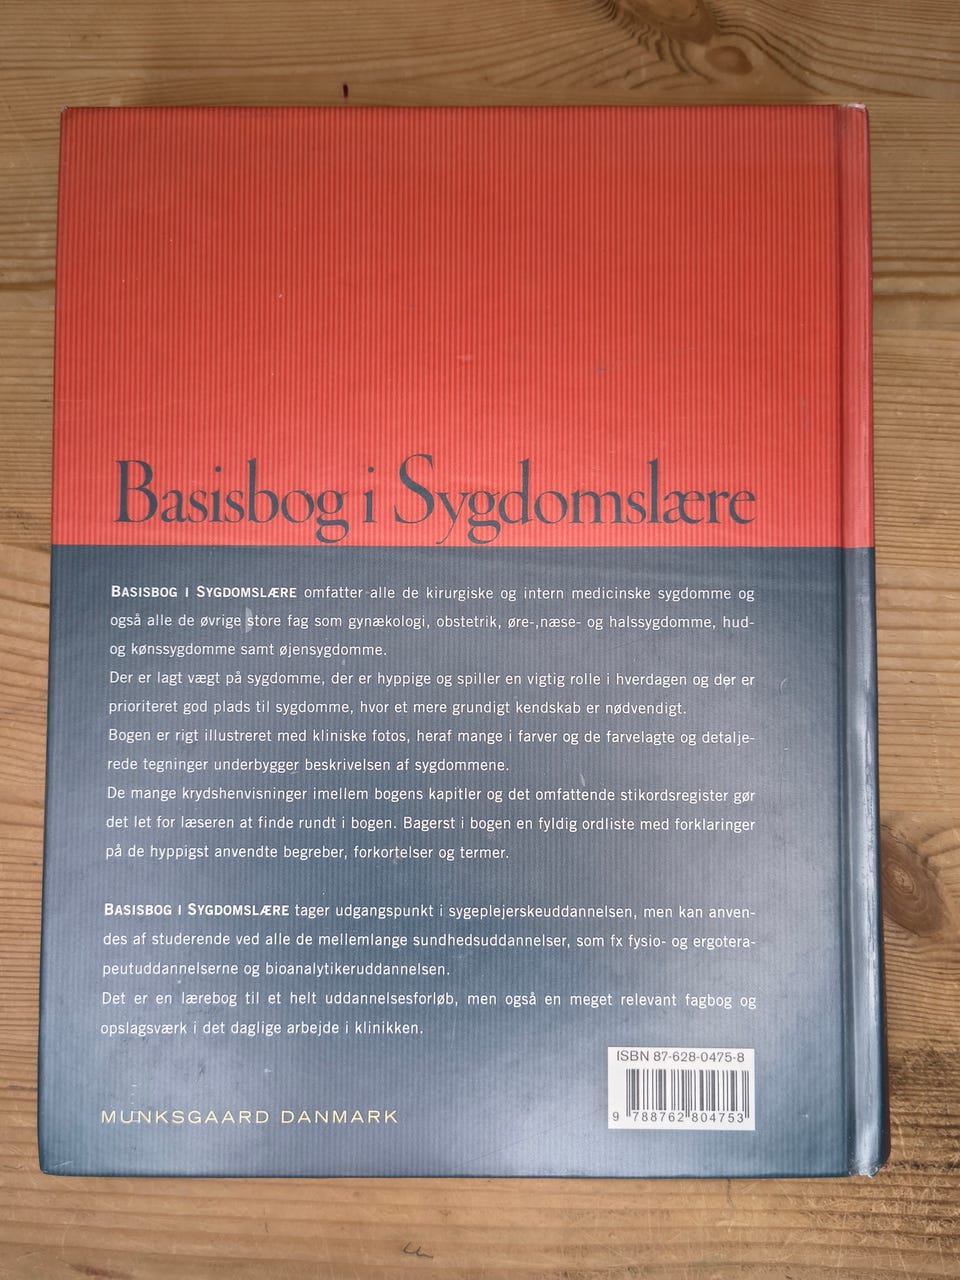 Basisbog i Sygdomslære
BASISBOG I SYGDOMSLÆRE omfatter alle de kirurgiske og intern medicinske sygdomme og
også alle de øvrige store fag som gynækologi, obstetrik, øre-,næse- og halssygdomme, hud-
og kønssygdomme samt øjensygdomme.
Der er lagt vægt på sygdomme, der er hyppige og spiller en vigtig rolle i hverdagen og der er
prioriteret god plads til sygdomme, hvor et mere grundigt kendskab er nødvendigt.
Bogen er rigt illustreret med kliniske fotos, heraf mange i farver og de farvelagte og detalje-
rede tegninger underbygger beskrivelsen af sygdommene.
De mange krydshenvisninger imellem bogens kapitler og det omfattende stikordsregister gør
det let for læseren at finde rundt i bogen. Bagerst i bogen en fyldig ordliste med forklaringer
på de hyppigst anvendte begreber, forkortelser og termer.
BASISBOG I SYGDOMSLÆRE tager udgangspunkt i sygeplejerskeuddannelsen, men kan anven-
des af studerende ved alle de mellemlange sundhedsuddannelser, som fx fysio- og ergotera-
peutuddannelserne og bioanalytikeruddannelsen.
Det er en lærebog til et helt uddannelsesforløb, men også en meget relevant fagbog og
opslagsværk i det daglige arbejde i klinikken.
ISBN 87-628-0475-8
9 788762 804753
MUNKSGAARD DANMARK